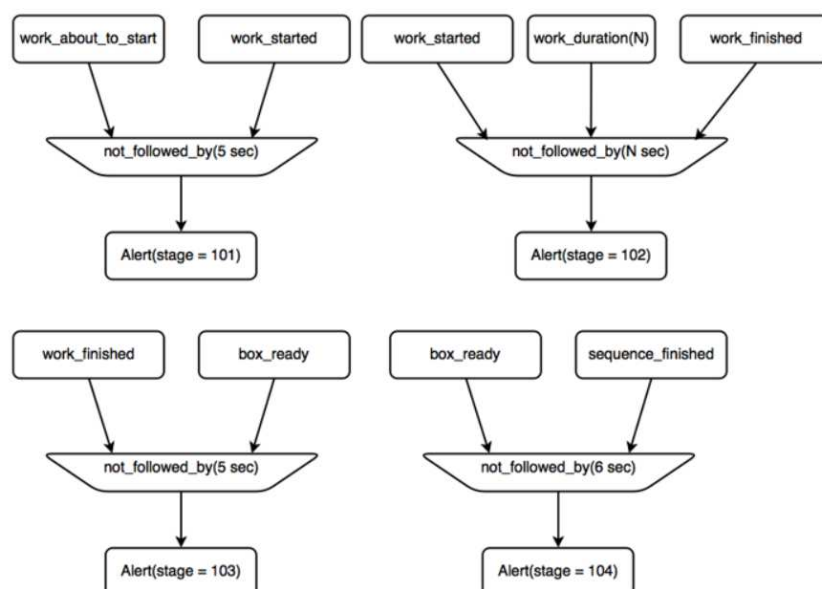 work_about_to_start
work_started
work_started
work_duration(N)
work_finished
not_followed_by(5 sec)
not_followed_by(N sec)
Alert(stage = 101)
Alert(stage = 102)
work_finished
box_ready
box_ready
sequence_finished
not_followed_by(5 sec)
not_followed_by(6 sec)
Alert(stage = 103)
Alert(stage = 104)